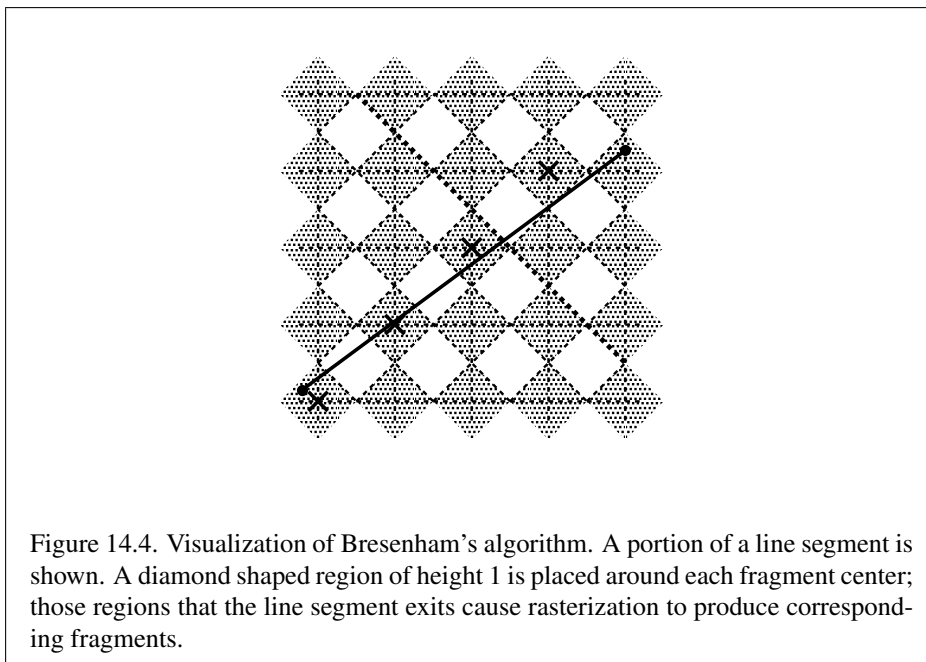 Figure 14.4. Visualization of Bresenham's algorithm. A portion of a line segment is
shown. A diamond shaped region of height 1 is placed around each fragment center;
those regions that the line segment exits cause rasterization to produce correspond-
ing fragments.